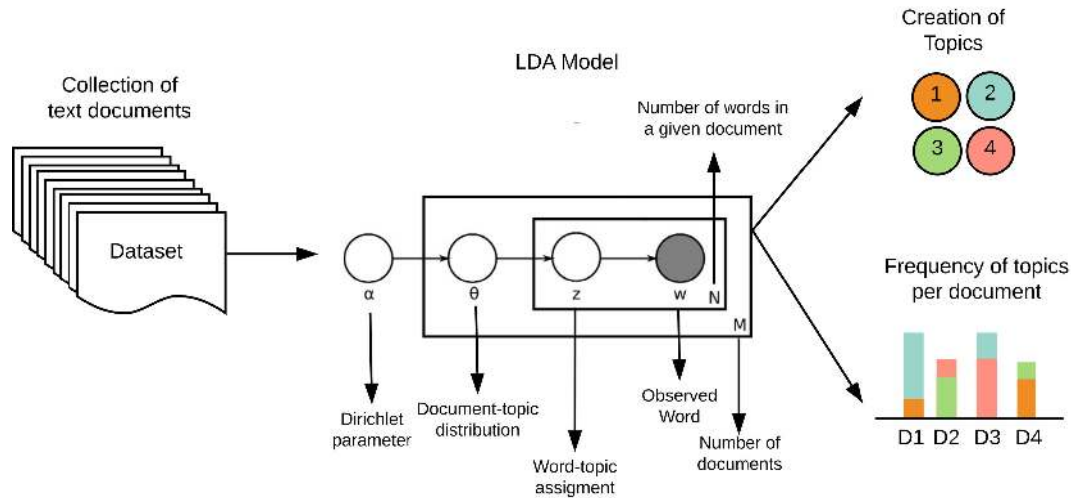 Collection of
text documents
Dataset
LDA Model
Number of words in
a given document
α
θ
z
w
N
M
Dirichlet
parameter
Document-topic
distribution
Word-topic
assigment
Observed
Word
Number of
documents
Creation of
Topics
1
2
3
4
Frequency of topics
per document
D1 D2 D3 D4